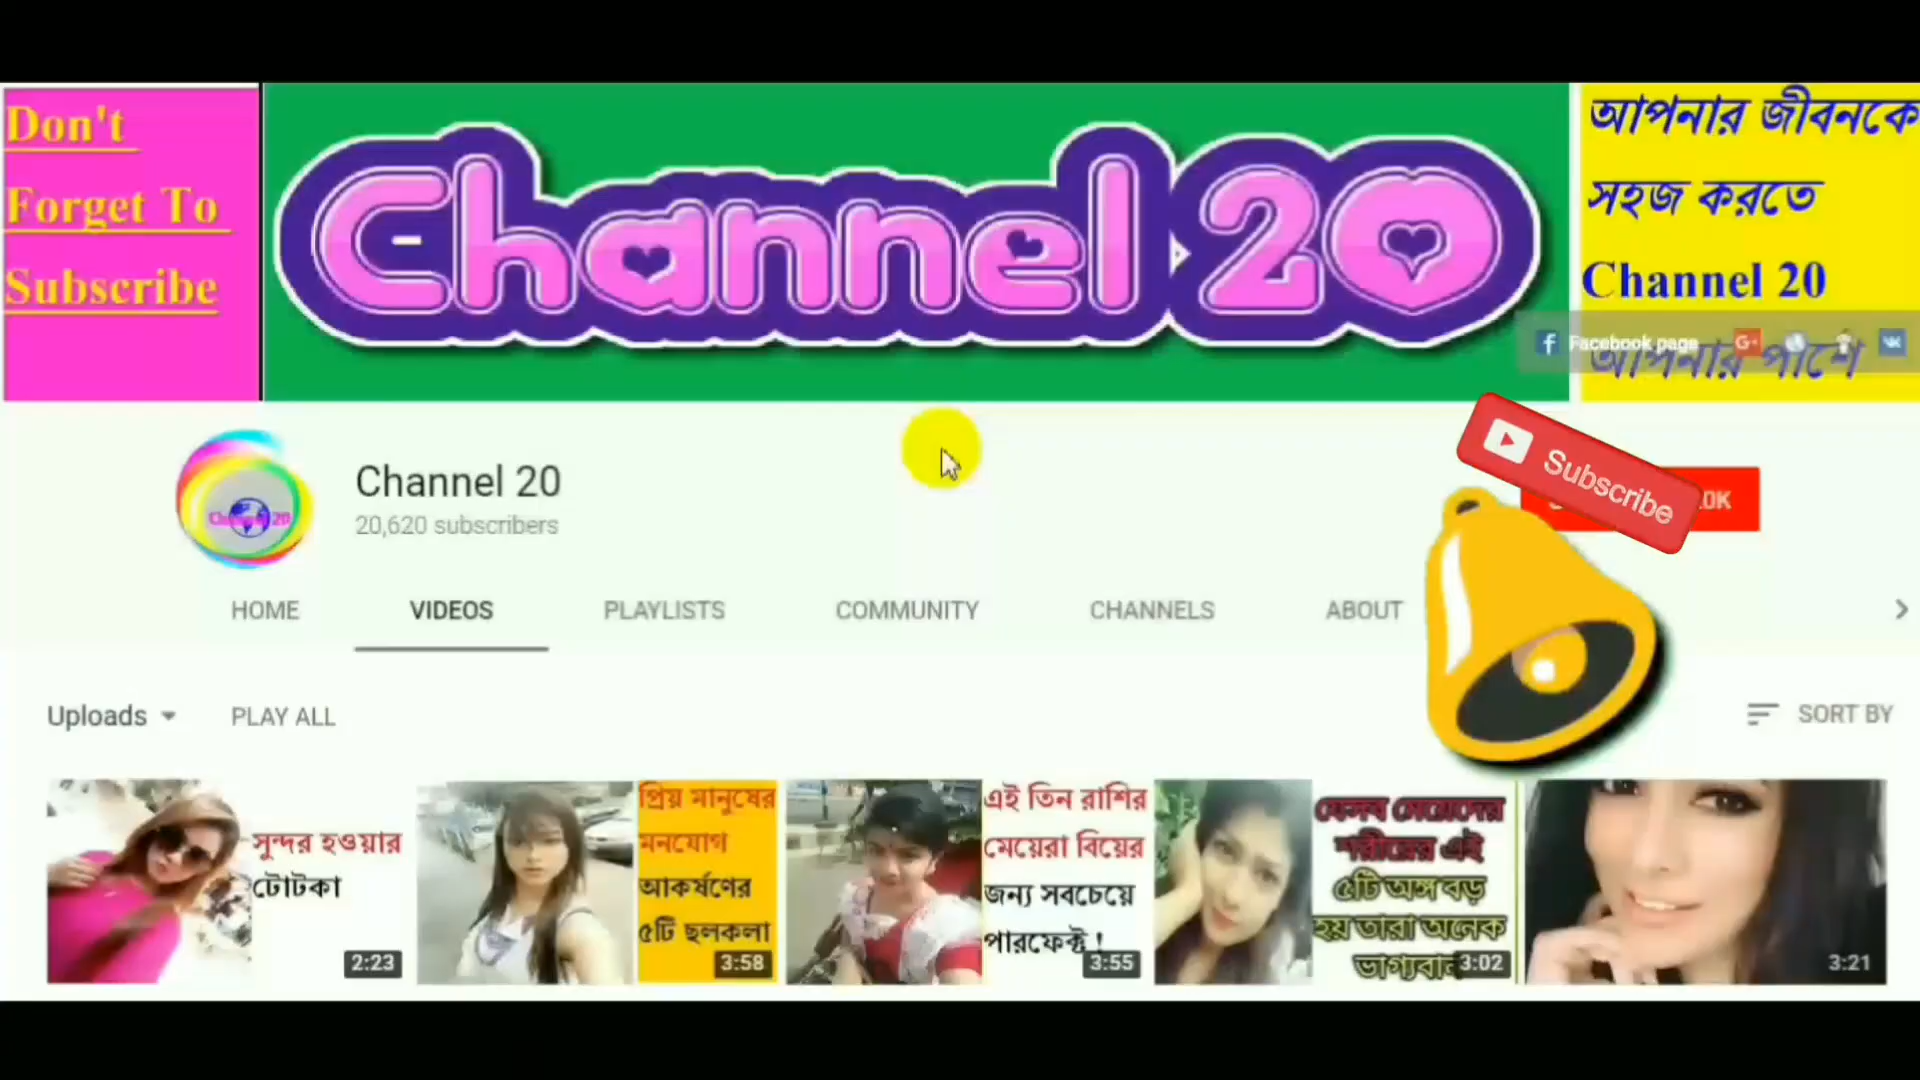 Don't
Forget To
Subscribe
Channel 20
আপনার জীবনকে
সহজ করতে
Channel 20
আপনার পাশে
Facebook page
Channel 20
20,620 subscribers
Subscribe
HOME
VIDEOS
PLAYLISTS
COMMUNITY
CHANNELS
ABOUT
Uploads
PLAY ALL
SORT BY
সুন্দর হওয়ার
টোটকা
2:23
প্রিয় মানুষের
মনযোগ
আকর্ষণের
৫টি ছলকলা
3:58
এই তিন রাশির
মেয়েরা বিয়ের
জন্য সবচেয়ে
পারফেক্ট !
3:55
যেসব মেয়েদের
শরীরের এই
৫টি অঙ্গ বড়
হয় তারা অনেক
ভাগ্যবান
3:02
3:21